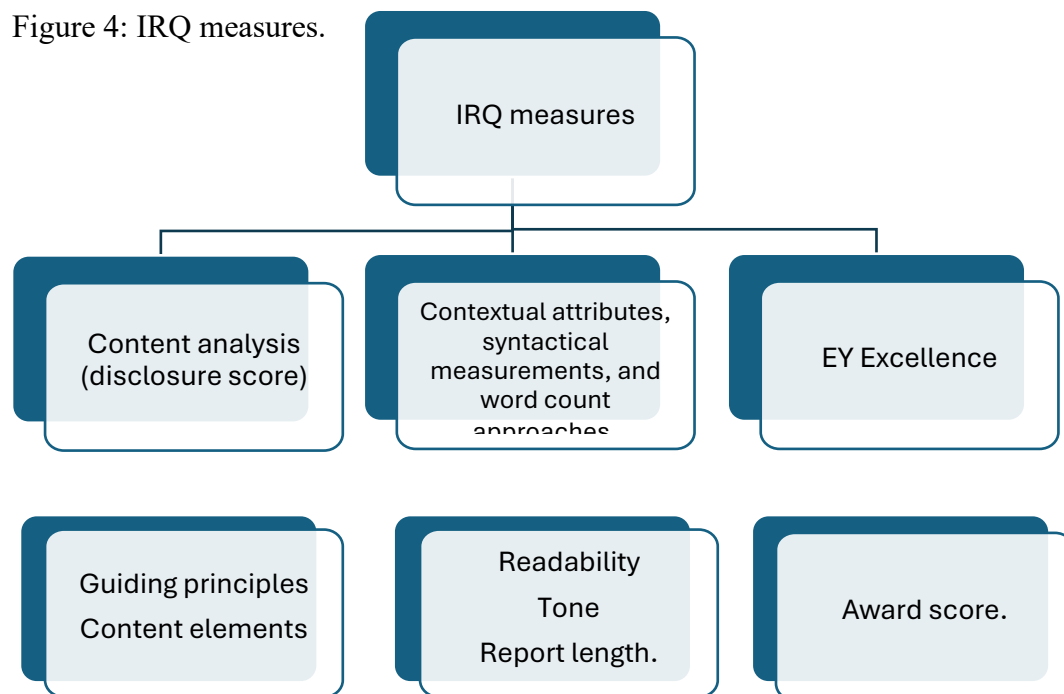 Figure 4: IRQ measures.
IRQ measures
Content analysis
(disclosure score)
Contextual attributes,
syntactical
measurements, and
word count
approaches
EY Excellence
Guiding principles
Content elements
Readability
Tone
Report length.
Award score.